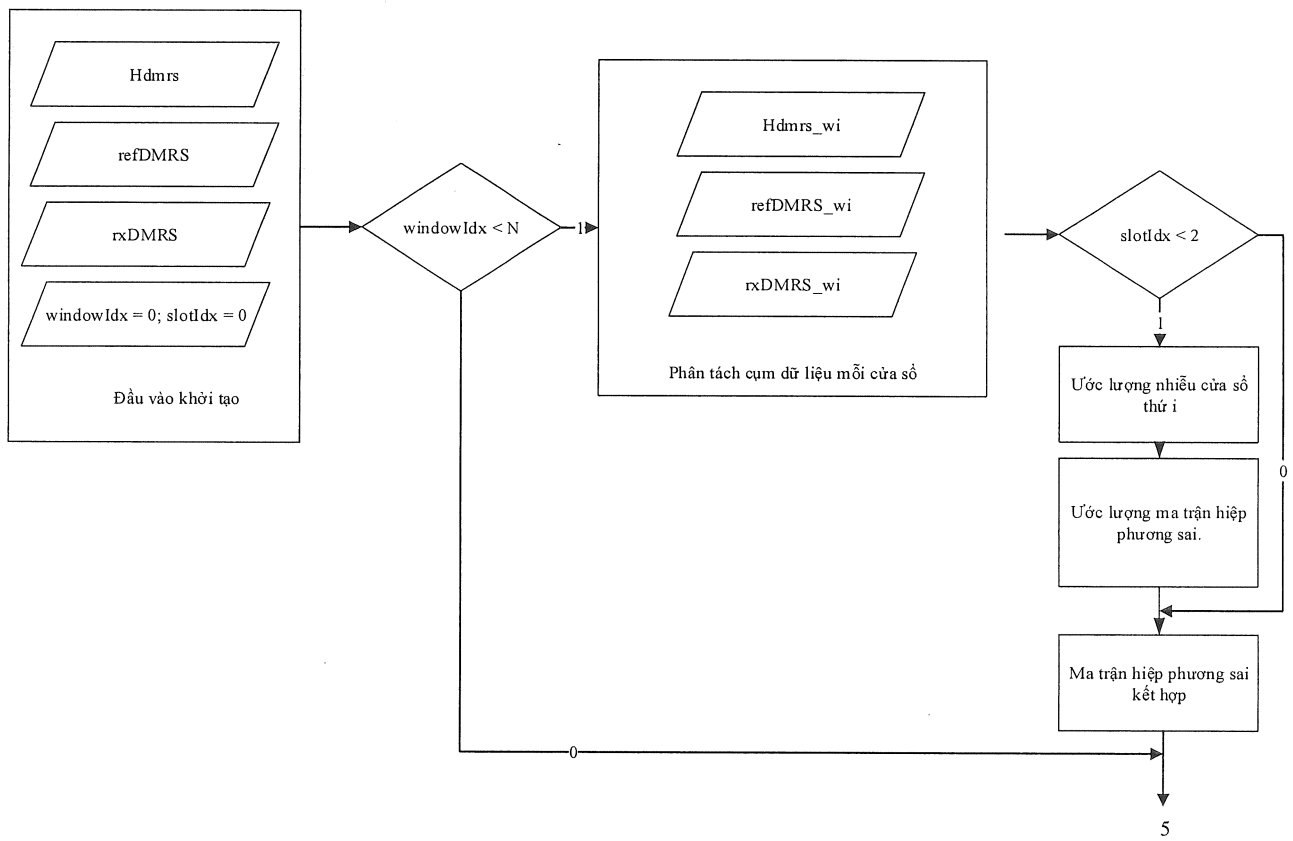 Hdmrs
refDMRS
rxDMRS
windowIdx = 0; slotIdx = 0
Đầu vào khởi tạo
windowIdx < N
1
0
Hdmrs_wi
refDMRS_wi
rxDMRS_wi
Phân tách cụm dữ liệu mỗi cửa sổ
slotIdx < 2
1
0
Ước lượng nhiễu cửa sổ
thứ i
Ước lượng ma trận hiệp
phương sai.
Ma trận hiệp phương sai
kết hợp
5